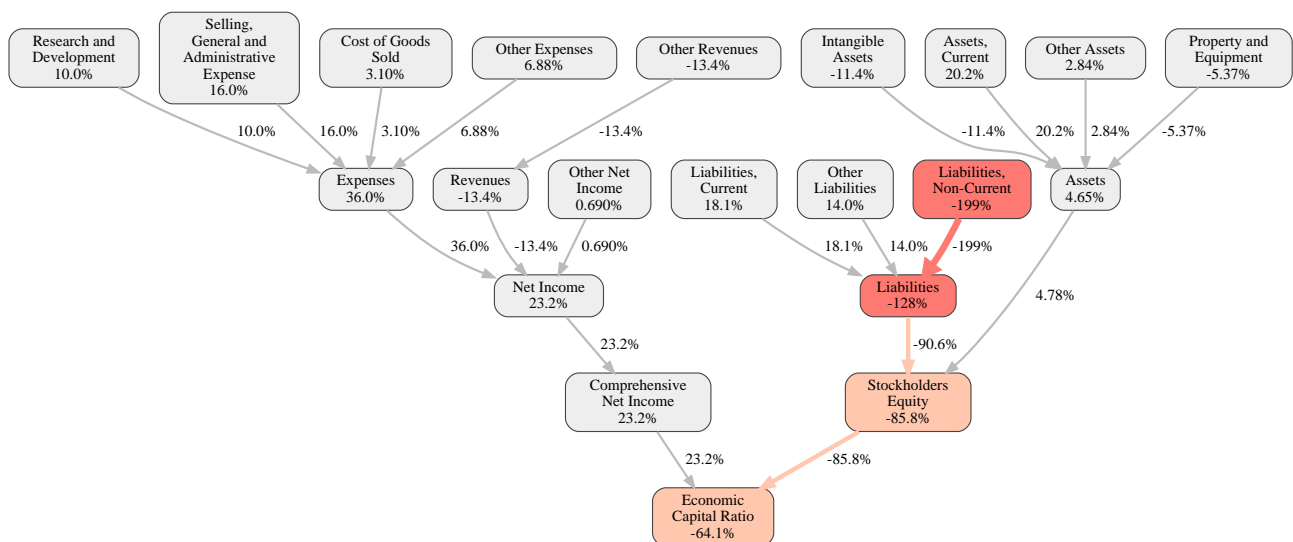 Research and
Development
10.0%
Selling,
General and
Administrative
Expense
16.0%
Cost of Goods
Sold
3.10%
Other Expenses
6.88%
Other Revenues
-13.4%
Intangible
Assets
-11.4%
Assets,
Current
20.2%
Other Assets
2.84%
Property and
Equipment
-5.37%
10.0%
16.0%
3.10%
6.88%
-13.4%
-11.4%
20.2%
2.84%
-5.37%
Expenses
36.0%
Revenues
-13.4%
Other Net
Income
0.690%
Liabilities,
Current
18.1%
Other
Liabilities
14.0%
Liabilities,
Non-Current
-199%
Assets
4.65%
36.0%
-13.4%
0.690%
18.1%
14.0%
-199%
Net Income
23.2%
Liabilities
-128%
4.78%
23.2%
-90.6%
Comprehensive
Net Income
23.2%
Stockholders
Equity
-85.8%
23.2%
-85.8%
Economic
Capital Ratio
-64.1%